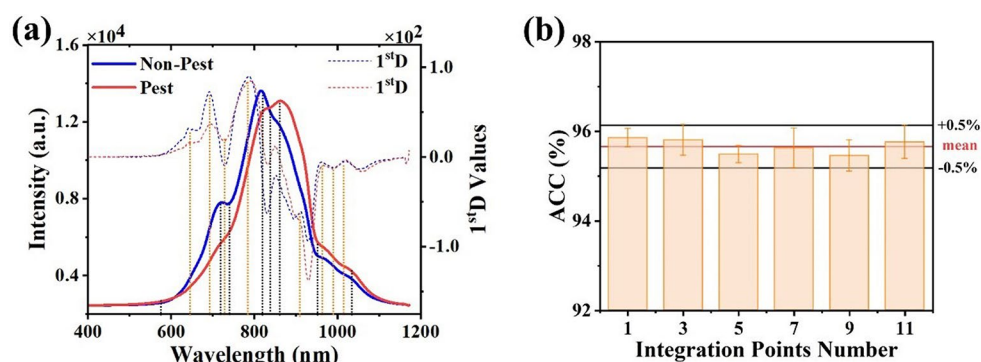 (a)
×10⁴
×10²
1.6
1.2
0.8
0.4
Intensity (a.u.)
Non-Pest
Pest
1ˢᵗD
1ˢᵗD
1.0
0.0
-1.0
1ˢᵗD Values
400 600 800 1000 1200
Wavelength (nm)
(b)
98
96
94
92
ACC (%)
+0.5%
mean
-0.5%
1 3 5 7 9 11
Integration Points Number